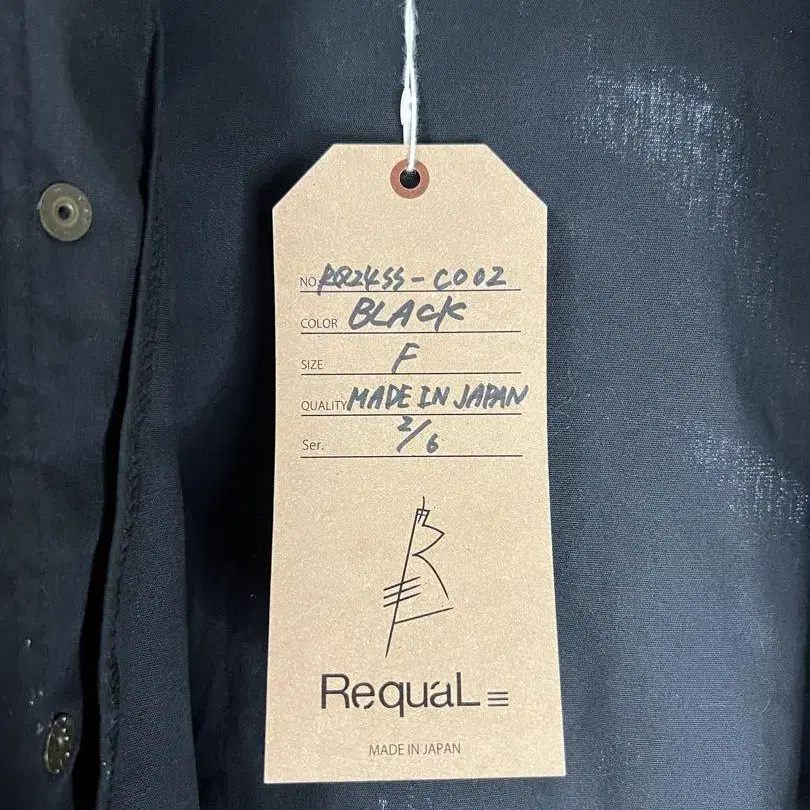 NO. RQ24SS-C002
COLOR BLACK
SIZE F
QUALITY MADE IN JAPAN
Ser. 2/6
RequaL≡
MADE IN JAPAN